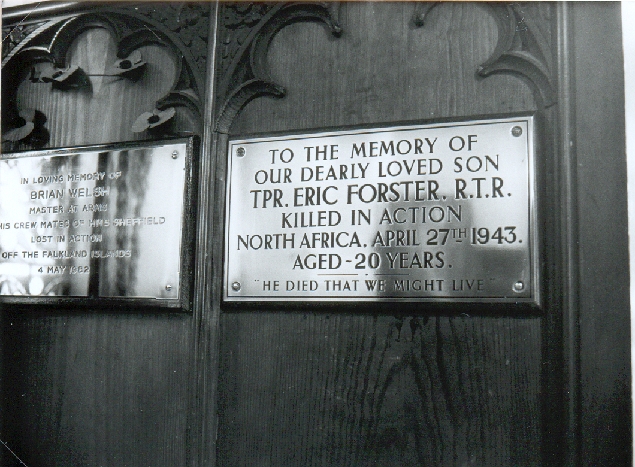 IN LOVING MEMORY OF
BRIAN WELSH
MASTER AT ARMS
HIS CREW MATES OF HMS SHEFFIELD
LOST IN ACTION
OFF THE FALKLAND ISLANDS
4 MAY 1982
TO THE MEMORY OF
OUR DEARLY LOVED SON
TPR. ERIC FORSTER. R.T.R.
KILLED IN ACTION
NORTH AFRICA. APRIL 27TH 1943.
AGED - 20 YEARS.
"HE DIED THAT WE MIGHT LIVE"